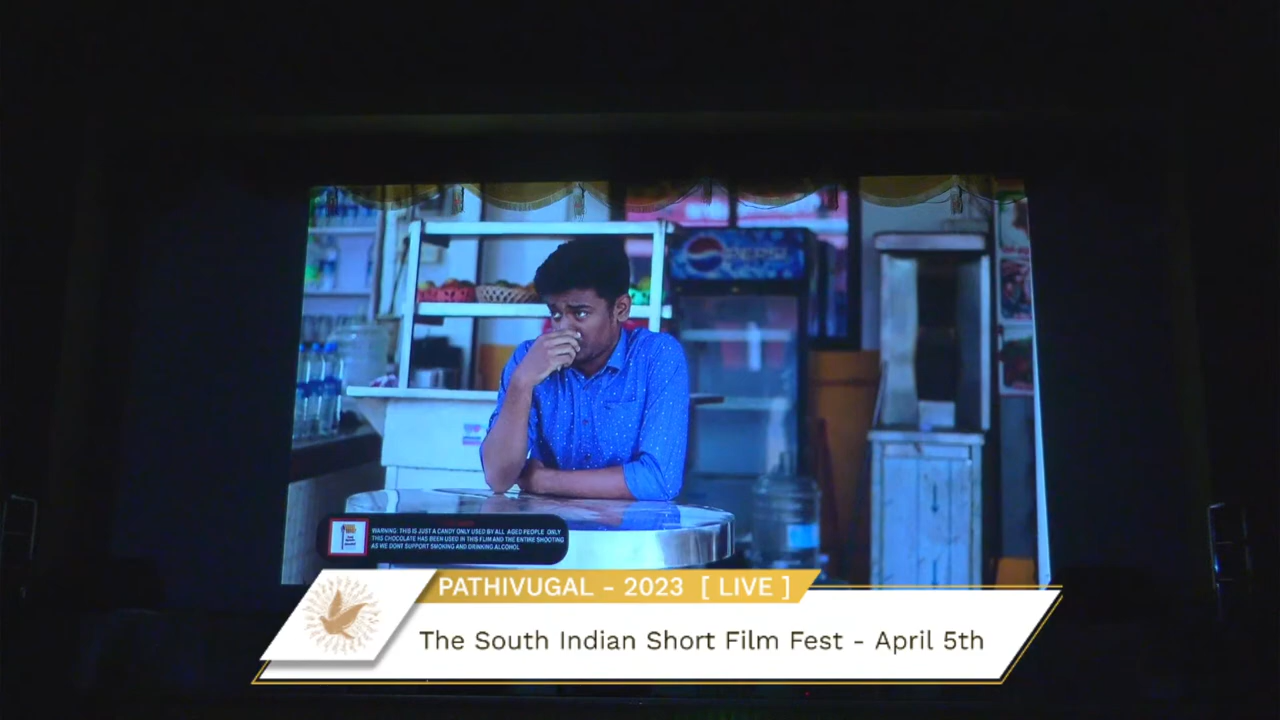 PEPSI
WARNING: THIS IS JUST A CANDY ONLY USED BY ALL AGED PEOPLE ONLY
THIS CHOCOLATE HAS BEEN USED IN THIS FLIM AND THE ENTIRE SHOOTING
AS WE DONT SUPPORT SMOKING AND DRINKING ALCOHOL
PATHIVUGAL - 2023 [ LIVE ]
The South Indian Short Film Fest - April 5th